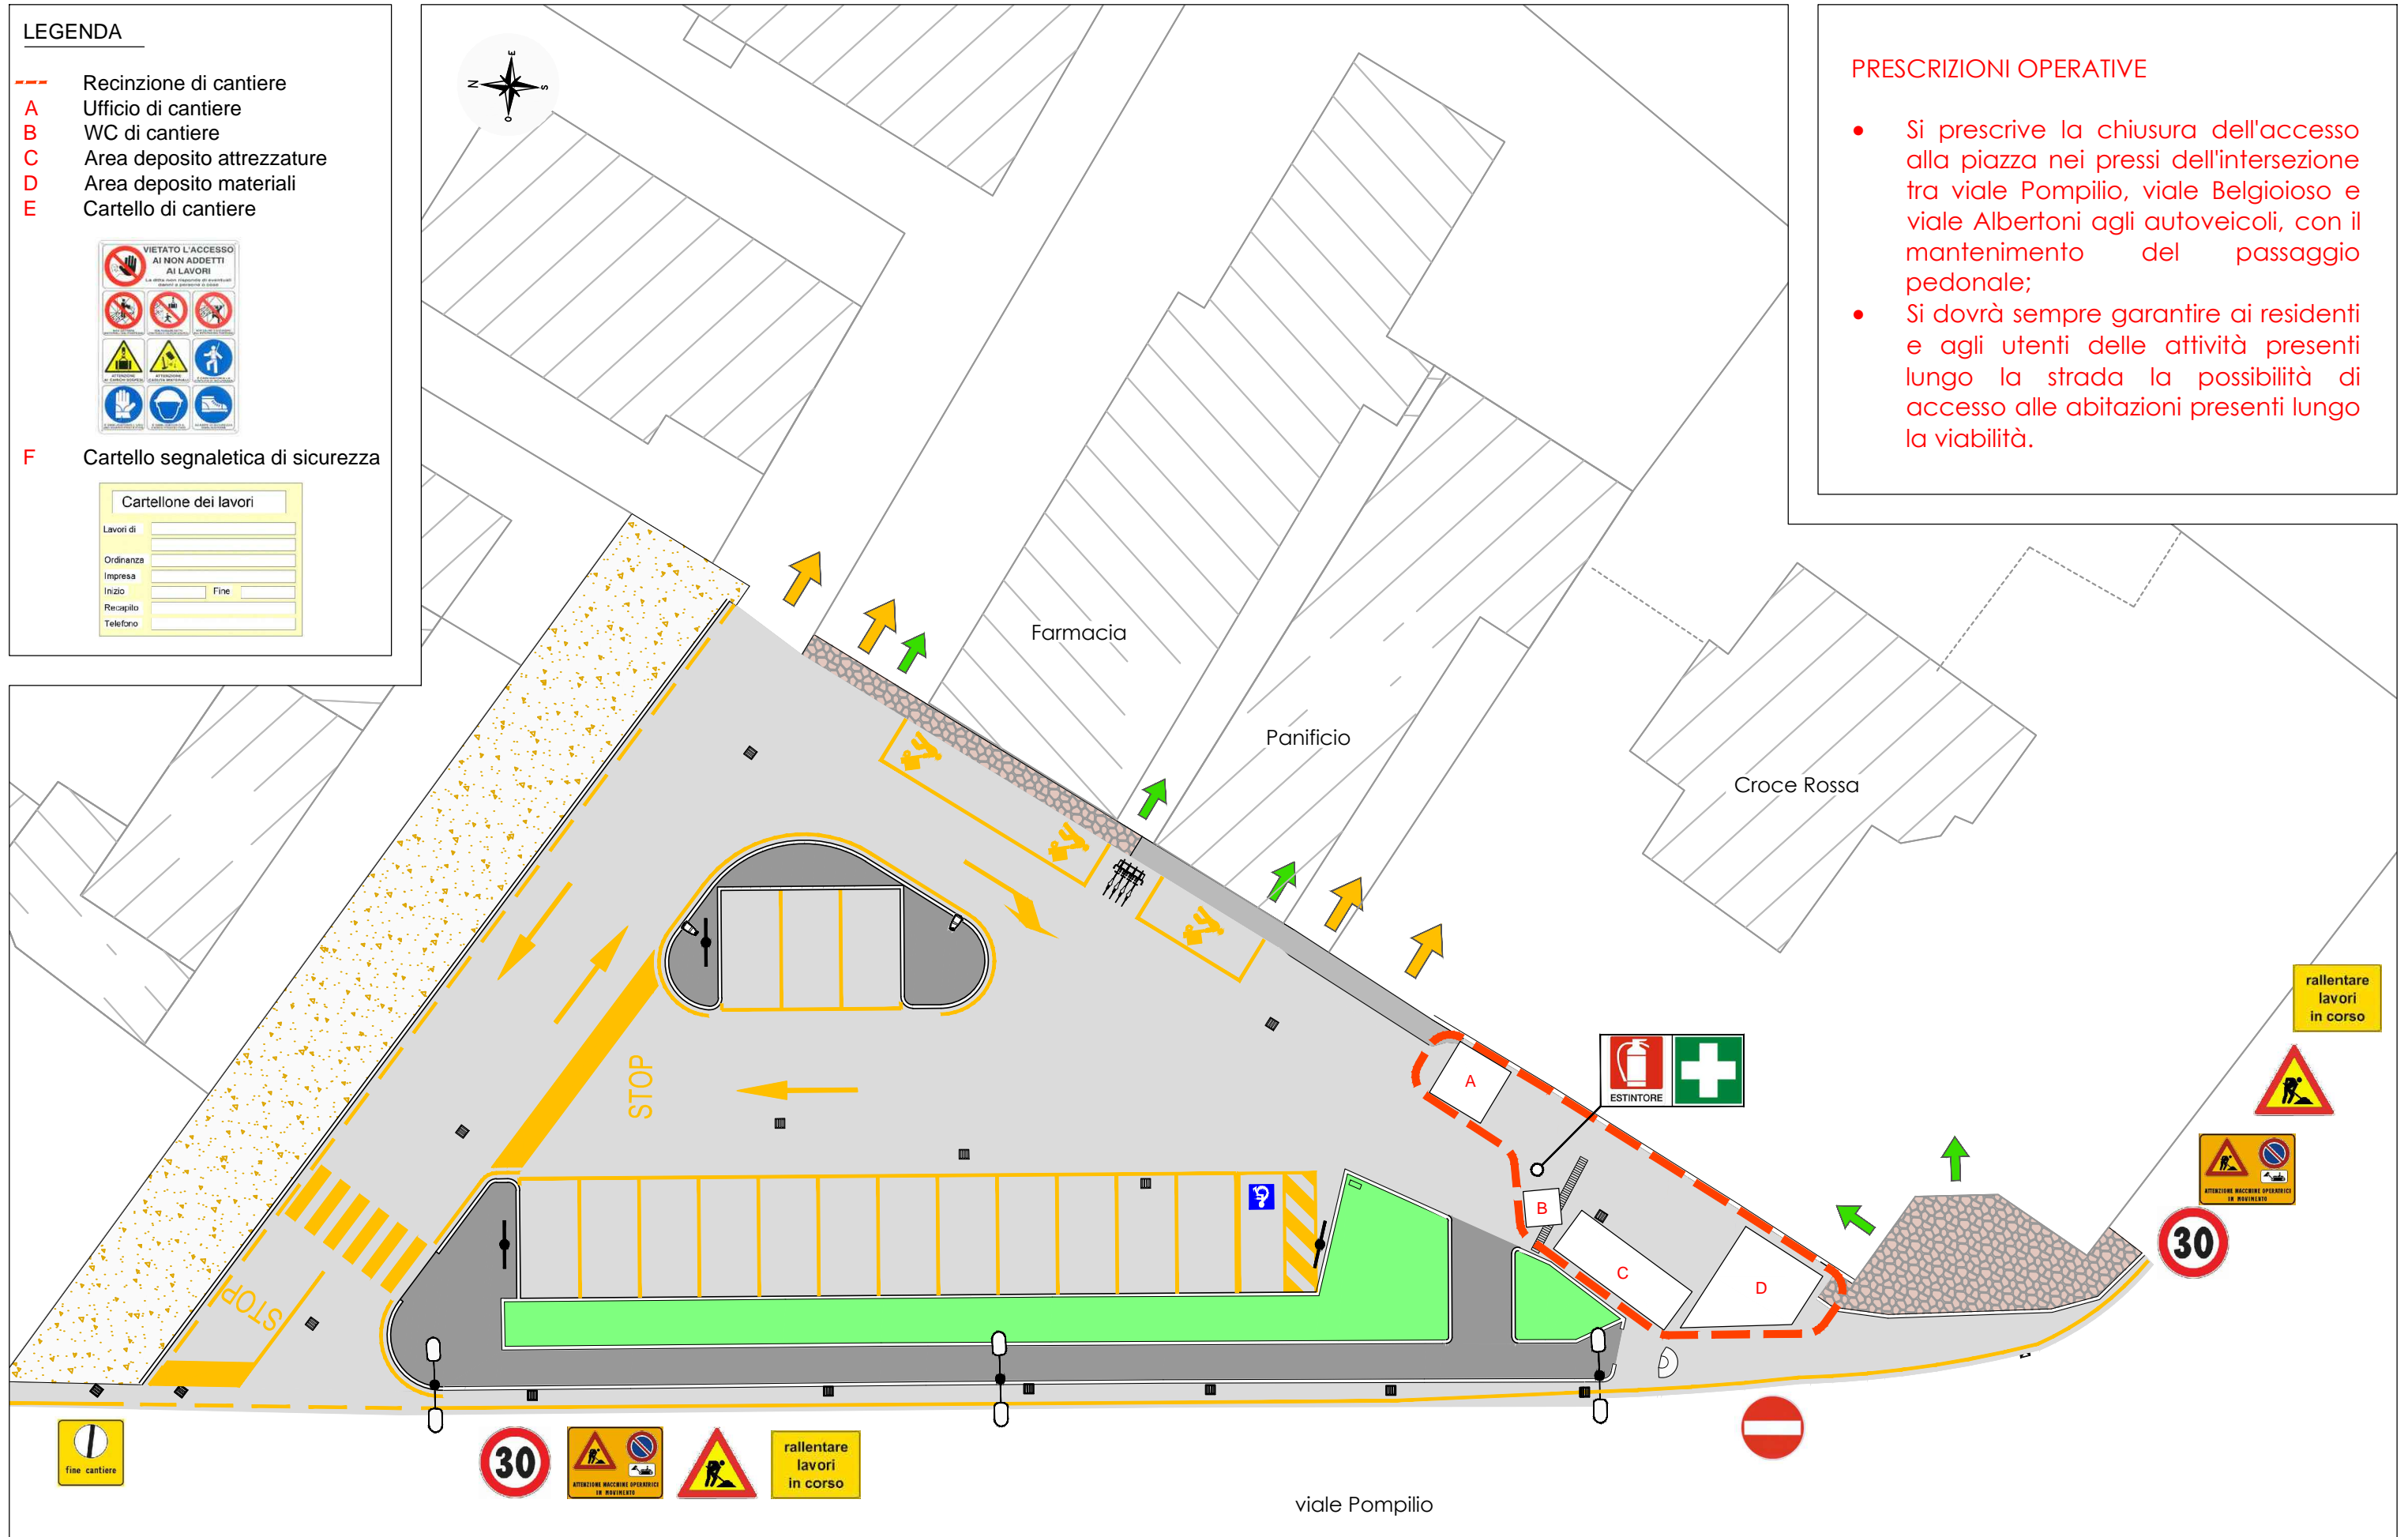 LEGENDA
Recinzione di cantiere
A Ufficio di cantiere
B WC di cantiere
C Area deposito attrezzature
D Area deposito materiali
E Cartello di cantiere
VIETATO L'ACCESSO
AI NON ADDETTI
AI LAVORI
F Cartello segnaletica di sicurezza
Cartellone dei lavori
Lavori di
Ordinanza
Impresa
Inizio Fine
Recapito
Telefono
E
N
S
O
PRESCRIZIONI OPERATIVE
• Si prescrive la chiusura dell'accesso
alla piazza nei pressi dell'intersezione
tra viale Pompilio, viale Belgioioso e
viale Albertoni agli autoveicoli, con il
mantenimento del passaggio
pedonale;
• Si dovrà sempre garantire ai residenti
e agli utenti delle attività presenti
lungo la strada la possibilità di
accesso alle abitazioni presenti lungo
la viabilità.
Farmacia
Panificio
Croce Rossa
rallentare
lavori
in corso
ESTINTORE
A
STOP
ATTENZIONE MACCHINE OPERATRICI
IN MOVIMENTO
B
30
C
D
STOP
fine cantiere
30
ATTENZIONE MACCHINE OPERATRICI
IN MOVIMENTO
rallentare
lavori
in corso
viale Pompilio